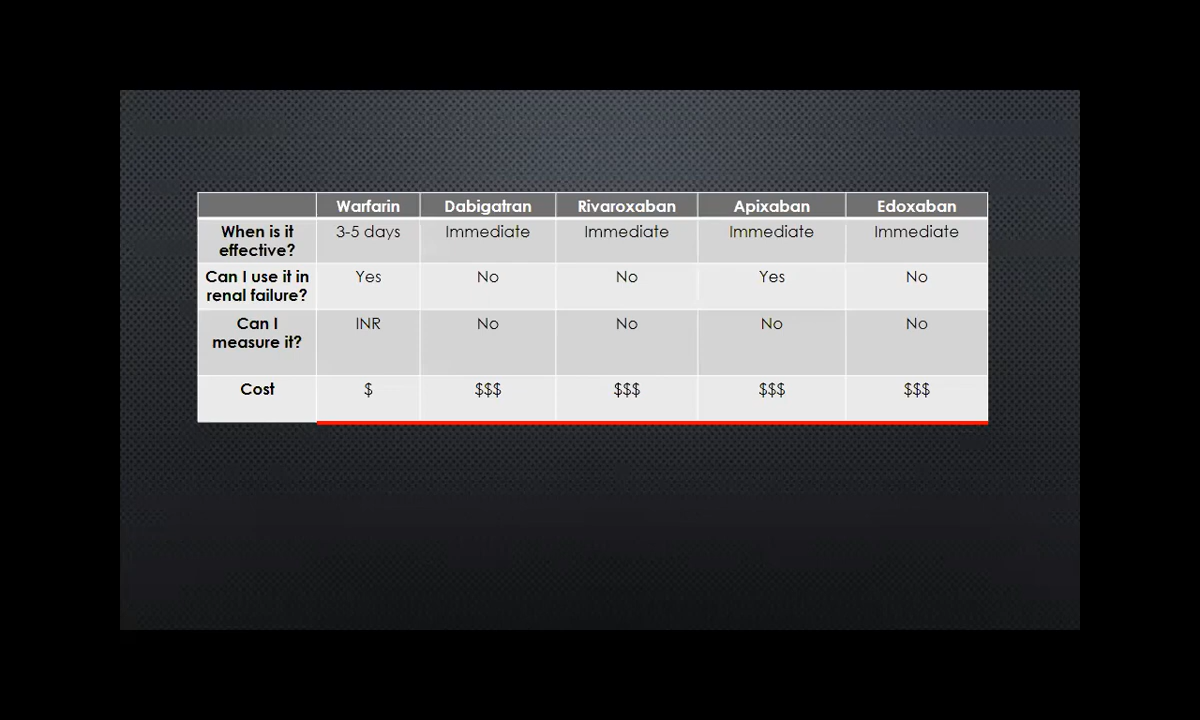 Warfarin Dabigatran Rivaroxaban Apixaban Edoxaban
When is it effective? 3-5 days Immediate Immediate Immediate Immediate
Can I use it in renal failure? Yes No No Yes No
Can I measure it? INR No No No No
Cost $ $$$ $$$ $$$ $$$